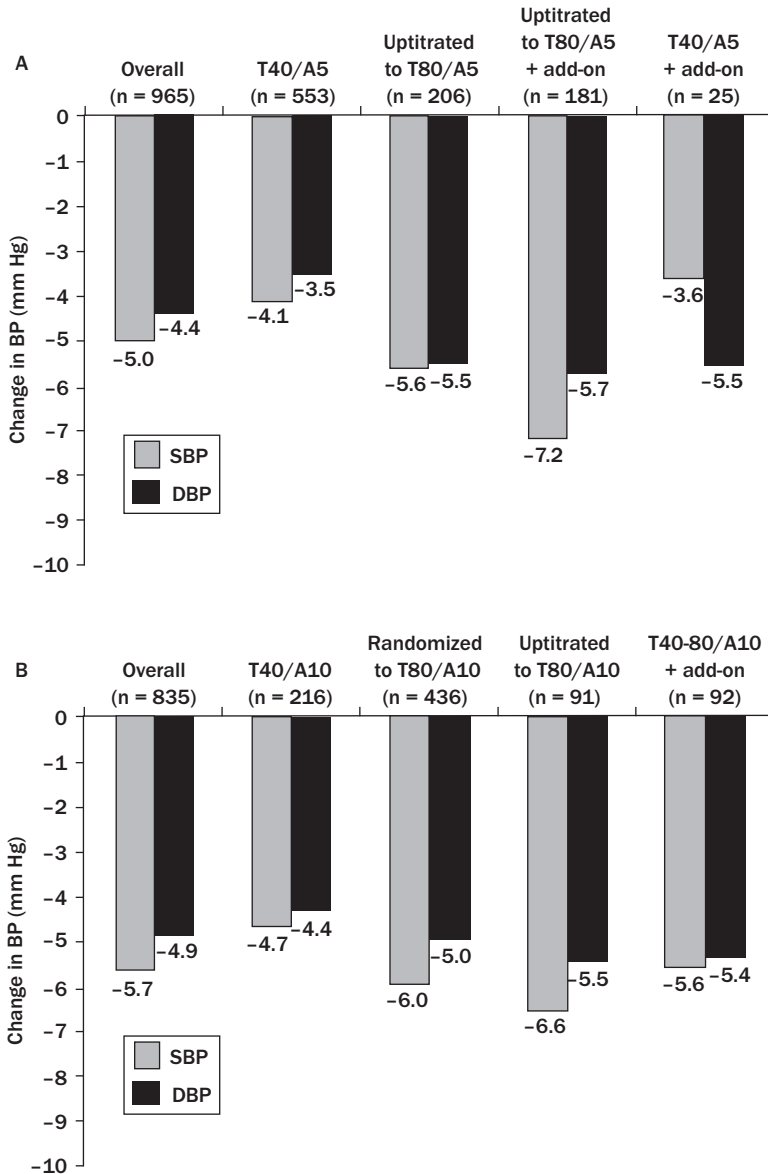 A
Overall
(n = 965)
T40/A5
(n = 553)
Uptitrated
to T80/A5
(n = 206)
Uptitrated
to T80/A5
+ add-on
(n = 181)
T40/A5
+ add-on
(n = 25)
Change in BP (mm Hg)
0
–1
–2
–3
–4
–5
–6
–7
–8
–9
–10
–5.0
–4.4
–4.1
–3.5
–5.6
–5.5
–7.2
–5.7
–3.6
–5.5
SBP
DBP
B
Overall
(n = 835)
T40/A10
(n = 216)
Randomized
to T80/A10
(n = 436)
Uptitrated
to T80/A10
(n = 91)
T40-80/A10
+ add-on
(n = 92)
Change in BP (mm Hg)
0
–1
–2
–3
–4
–5
–6
–7
–8
–9
–10
–5.7
–4.9
–4.7
–4.4
–6.0
–5.0
–6.6
–5.5
–5.6
–5.4
SBP
DBP